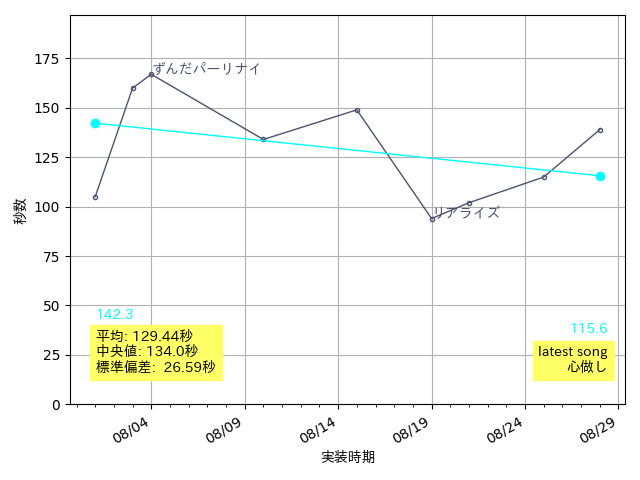 175
150
125
100
75
50
25
0
秒数
ずんだパーリナイ
リアライズ
142.3
平均: 129.44秒
中央値: 134.0秒
標準偏差: 26.59秒
115.6
latest song
心做し
08/04
08/09
08/14
08/19
08/24
08/29
実装時期